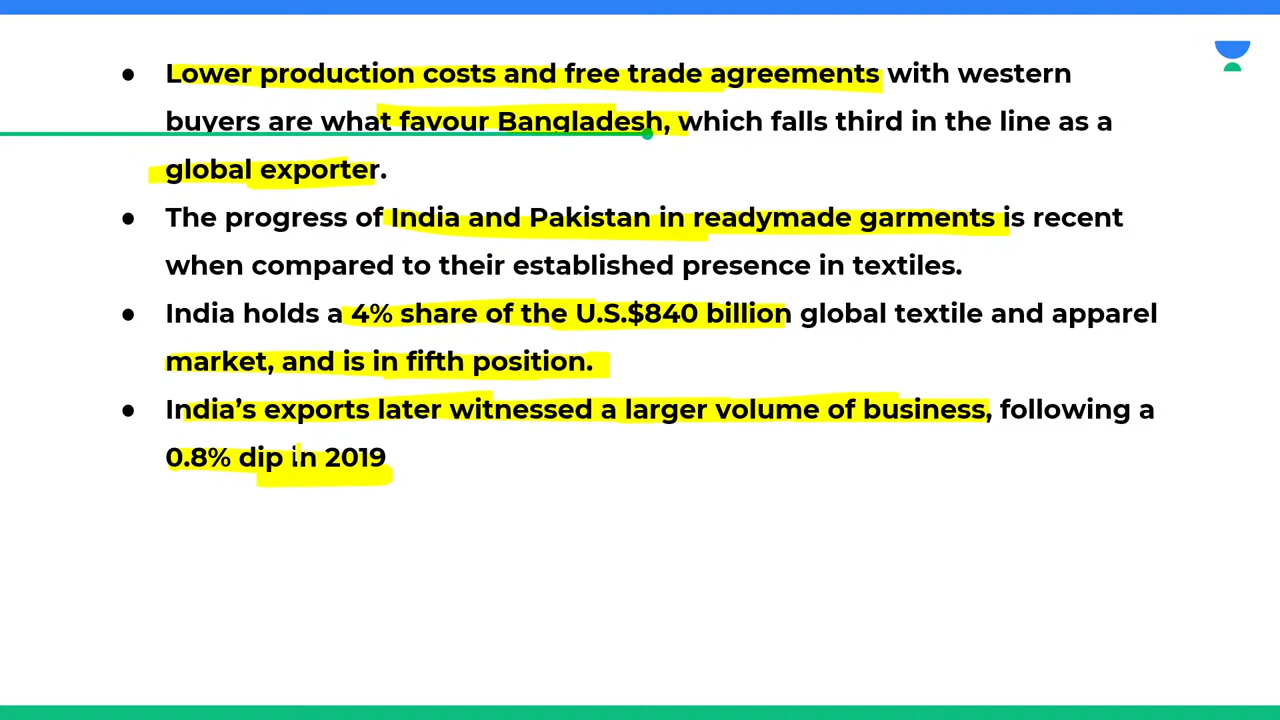 ● Lower production costs and free trade agreements with western
buyers are what favour Bangladesh, which falls third in the line as a
global exporter.
● The progress of India and Pakistan in readymade garments is recent
when compared to their established presence in textiles.
● India holds a 4% share of the U.S.$840 billion global textile and apparel
market, and is in fifth position.
● India’s exports later witnessed a larger volume of business, following a
0.8% dip in 2019